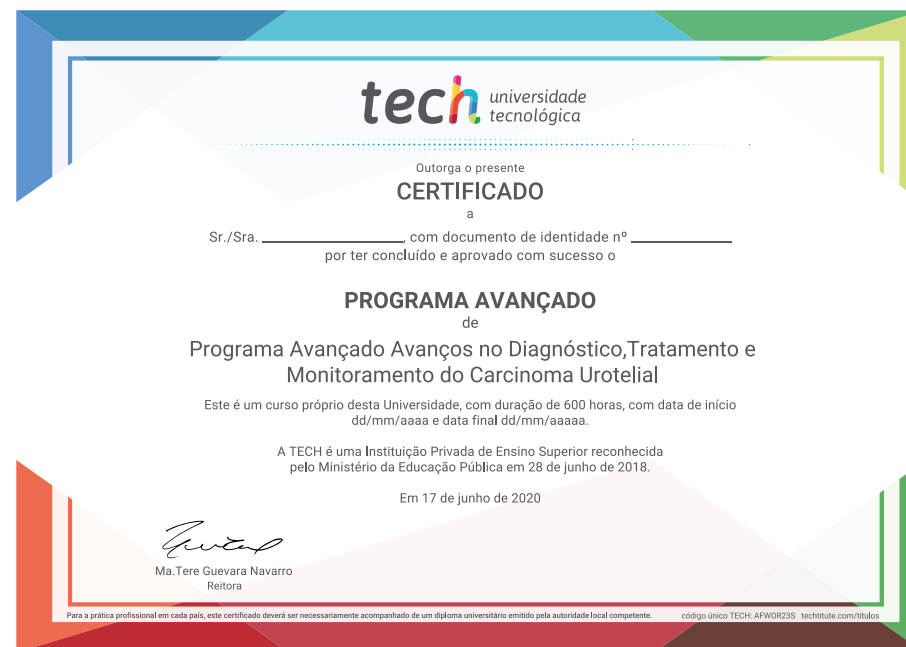 tech universidade
tecnológica
Outorga o presente
CERTIFICADO
a
Sr./Sra. ____________, com documento de identidade nº ____________
por ter concluído e aprovado com sucesso o
PROGRAMA AVANÇADO
de
Programa Avançado Avanços no Diagnóstico,Tratamento e
Monitoramento do Carcinoma Urotelial
Este é um curso próprio desta Universidade, com duração de 600 horas, com data de início
dd/mm/aaaa e data final dd/mm/aaaaa.
A TECH é uma Instituição Privada de Ensino Superior reconhecida
pelo Ministério da Educação Pública em 28 de junho de 2018.
Em 17 de junho de 2020
Ma.Tere Guevara Navarro
Reitora
Para a prática profissional em cada país, este certificado deverá ser necessariamente acompanhado de um diploma universitário emitido pela autoridade local competente. código único TECH: AFWOR23S techtitute.com/titulos